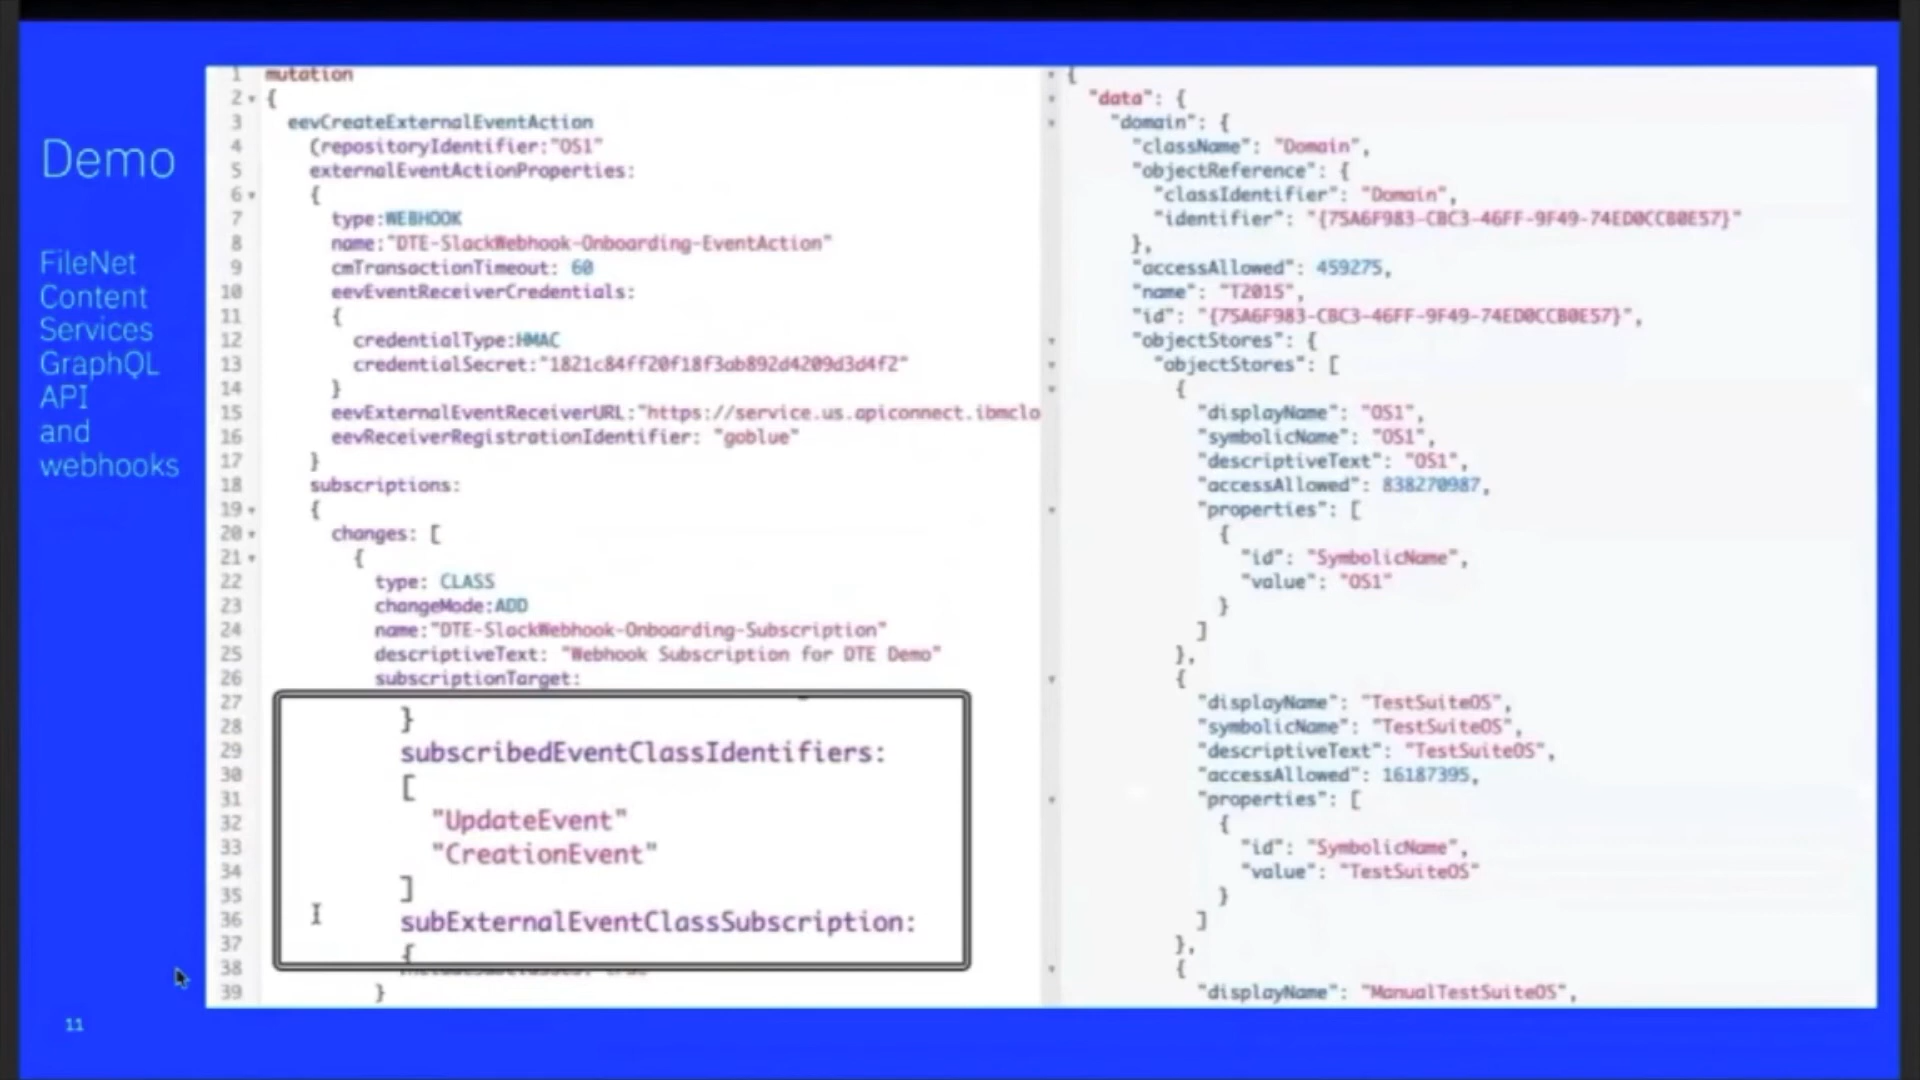 Demo
FileNet
Content
Services
GraphQL
API
and
webhooks
11
1 mutation
2 {
3 eevCreateExternalEventAction
4 (repositoryIdentifier:"OS1"
5 externalEventActionProperties:
6 {
7 type:WEBHOOK
8 name:"DTE-SlackWebhook-Onboarding-EventAction"
9 cmTransactionTimeout: 60
10 eevEventReceiverCredentials:
11 {
12 credentialType:HMAC
13 credentialSecret:"1821c84ff20f18f3ab892d4209d3d4f2"
14 }
15 eevExternalEventReceiverURL:"https://service.us.apiconnect.ibmclo
16 eevReceiverRegistrationIdentifier: "goblue"
17 }
18 subscriptions:
19 {
20 changes: [
21 {
22 type: CLASS
23 changeMode:ADD
24 name:"DTE-SlackWebhook-Onboarding-Subscription"
25 descriptiveText: "Webhook Subscription for DTE Demo"
26 subscriptionTarget:
27
28 }
29 subscribedEventClassIdentifiers:
30 [
31
32 "UpdateEvent"
33 "CreationEvent"
34
35 ]
36 subExternalEventClassSubscription:
37 {
38
39 }
{
"data": {
"domain": {
"className": "Domain",
"objectReference": {
"classIdentifier": "Domain",
"identifier": "{75A6F983-CBC3-46FF-9F49-74ED0CCB0E57}"
},
"accessAllowed": 459275,
"name": "T2015",
"id": "{75A6F983-CBC3-46FF-9F49-74ED0CCB0E57}",
"objectStores": {
"objectStores": [
{
"displayName": "OS1",
"symbolicName": "OS1",
"descriptiveText": "OS1",
"accessAllowed": 838270987,
"properties": [
{
"id": "SymbolicName",
"value": "OS1"
}
]
},
{
"displayName": "TestSuiteOS",
"symbolicName": "TestSuiteOS",
"descriptiveText": "TestSuiteOS",
"accessAllowed": 16187395,
"properties": [
{
"id": "SymbolicName",
"value": "TestSuiteOS"
}
]
},
{
"displayName": "ManualTestSuiteOS",